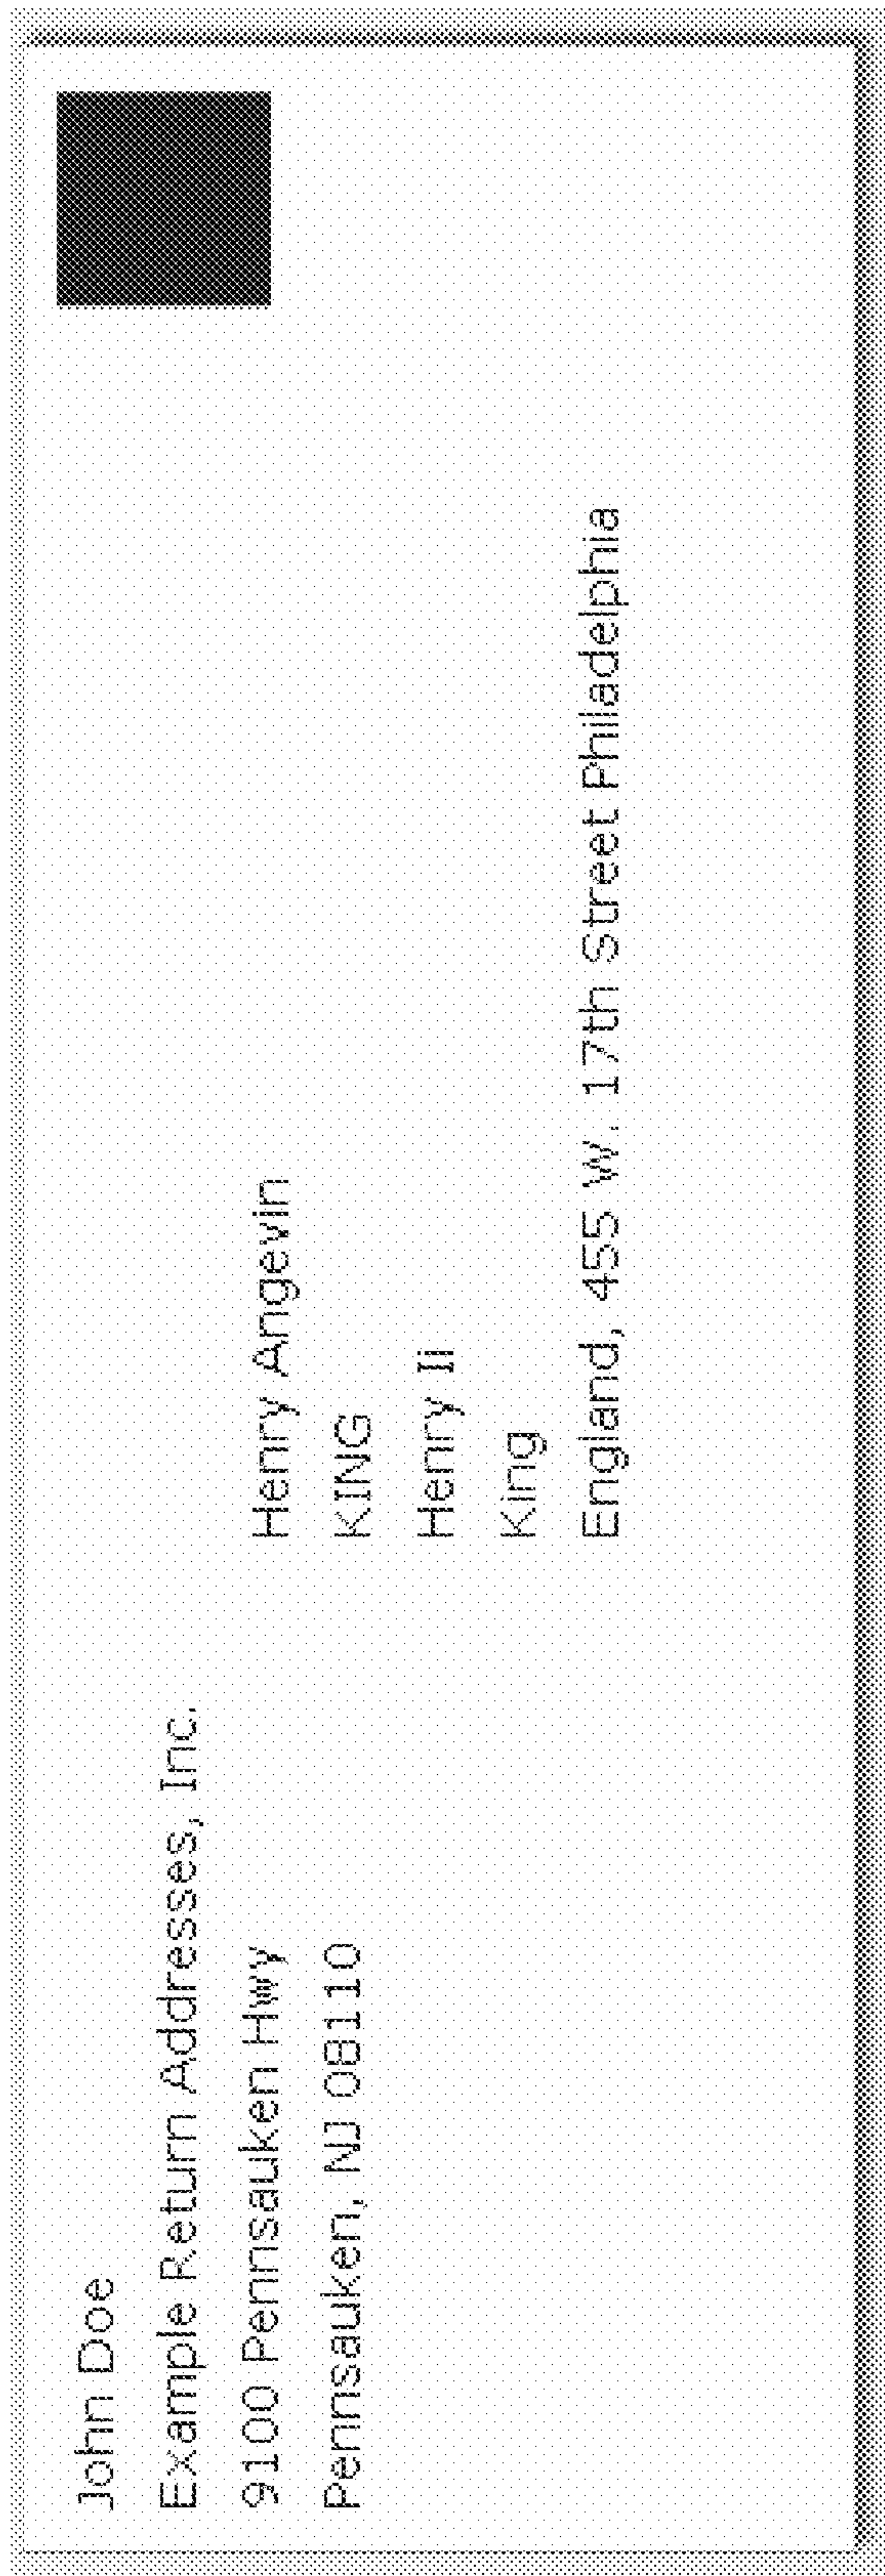 John Doe
Example Return Addresses, Inc.
9100 Pennsauken Hwy
Pennsauken, NJ 08110
Henry Angevin
KING
Henry Ii
King
England, 455 W. 17th Street Philadelphia